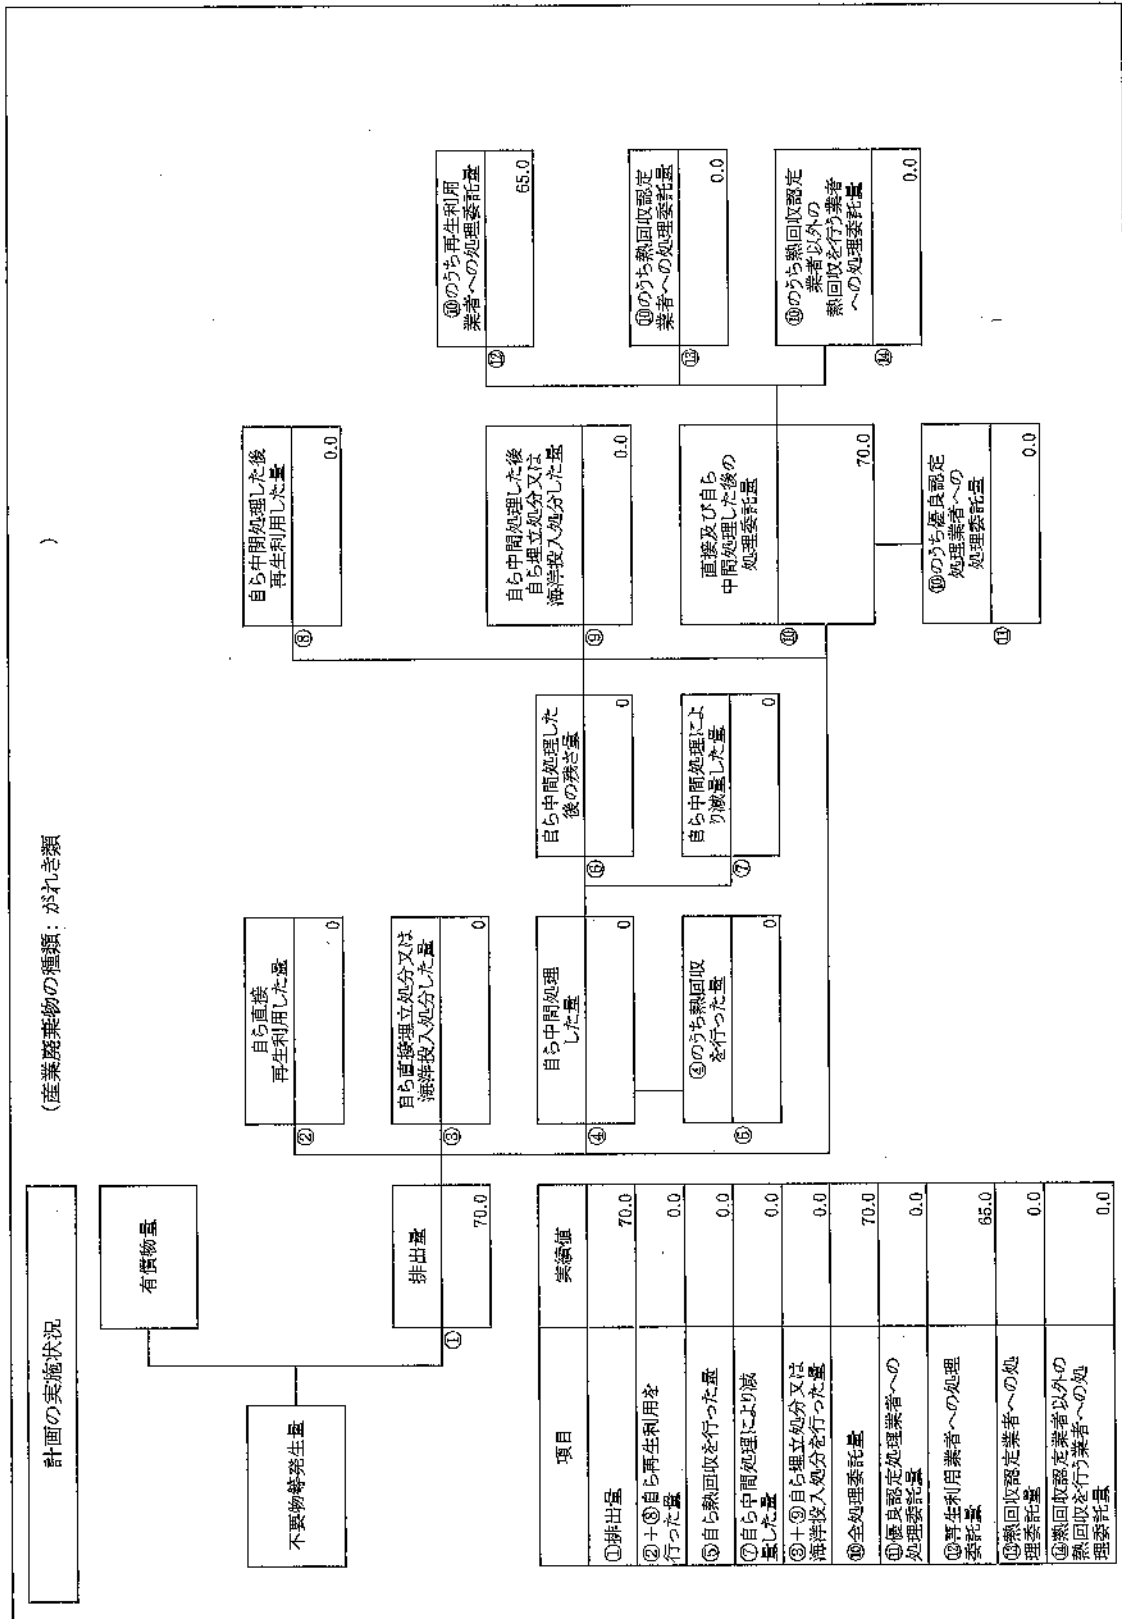 計画の実施状況
(産業廃棄物の種類: がれき類
)
不要物等発生量
有償物量
①
排出量
70.0
②
自ら直接
再生利用した量
0
③
自ら直接埋立処分又は
海洋投入処分した量
0
④
自ら中間処理
した量
0
⑤
④のうち熱回収
を行った量
0
⑥
自ら中間処理した
後の残さ量
0
⑦
自ら中間処理によ
り減量した量
0
⑧
自ら中間処理した後
再生利用した量
0.0
⑨
自ら中間処理した後
自ら埋立処分又は
海洋投入処分した量
0.0
⑩
直接及び自ら
中間処理した後の
処理委託量
70.0
⑪
⑩のうち優良認定
処理業者への
処理委託量
0.0
⑫
⑩のうち再生利用
業者への処理委託量
65.0
⑬
⑩のうち熱回収認定
業者への処理委託量
0.0
⑭
⑩のうち熱回収認定
業者以外の
熱回収を行う業者
への処理委託量
0.0
項目 実績値
①排出量 70.0
②+⑧自ら再生利用を
行った量 0.0
⑤自ら熱回収を行った量 0.0
⑦自ら中間処理により減
量した量 0.0
③+⑨自ら埋立処分又は
海洋投入処分を行った量 0.0
⑩全処理委託量 70.0
⑪優良認定処理業者への
処理委託量 0.0
⑫再生利用業者への処理
委託量 65.0
⑬熱回収認定業者への処
理委託量 0.0
⑭熱回収認定業者以外の
熱回収を行う業者への処
理委託量 0.0